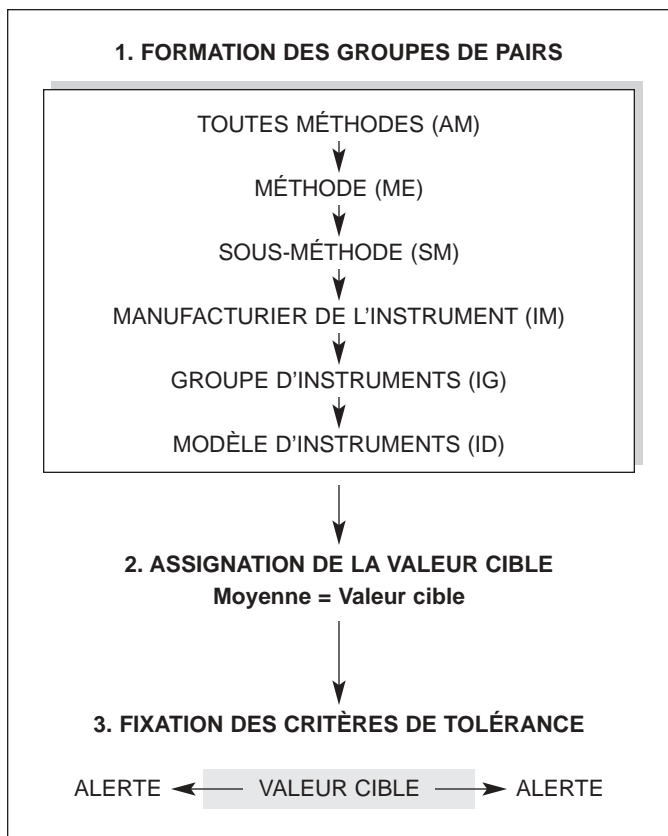 1. FORMATION DES GROUPES DE PAIRS
TOUTES MÉTHODES (AM)
MÉTHODE (ME)
SOUS-MÉTHODE (SM)
MANUFACTURIER DE L’INSTRUMENT (IM)
GROUPE D’INSTRUMENTS (IG)
MODÈLE D’INSTRUMENTS (ID)
2. ASSIGNATION DE LA VALEUR CIBLE
Moyenne = Valeur cible
3. FIXATION DES CRITÈRES DE TOLÉRANCE
ALERTE VALEUR CIBLE ALERTE